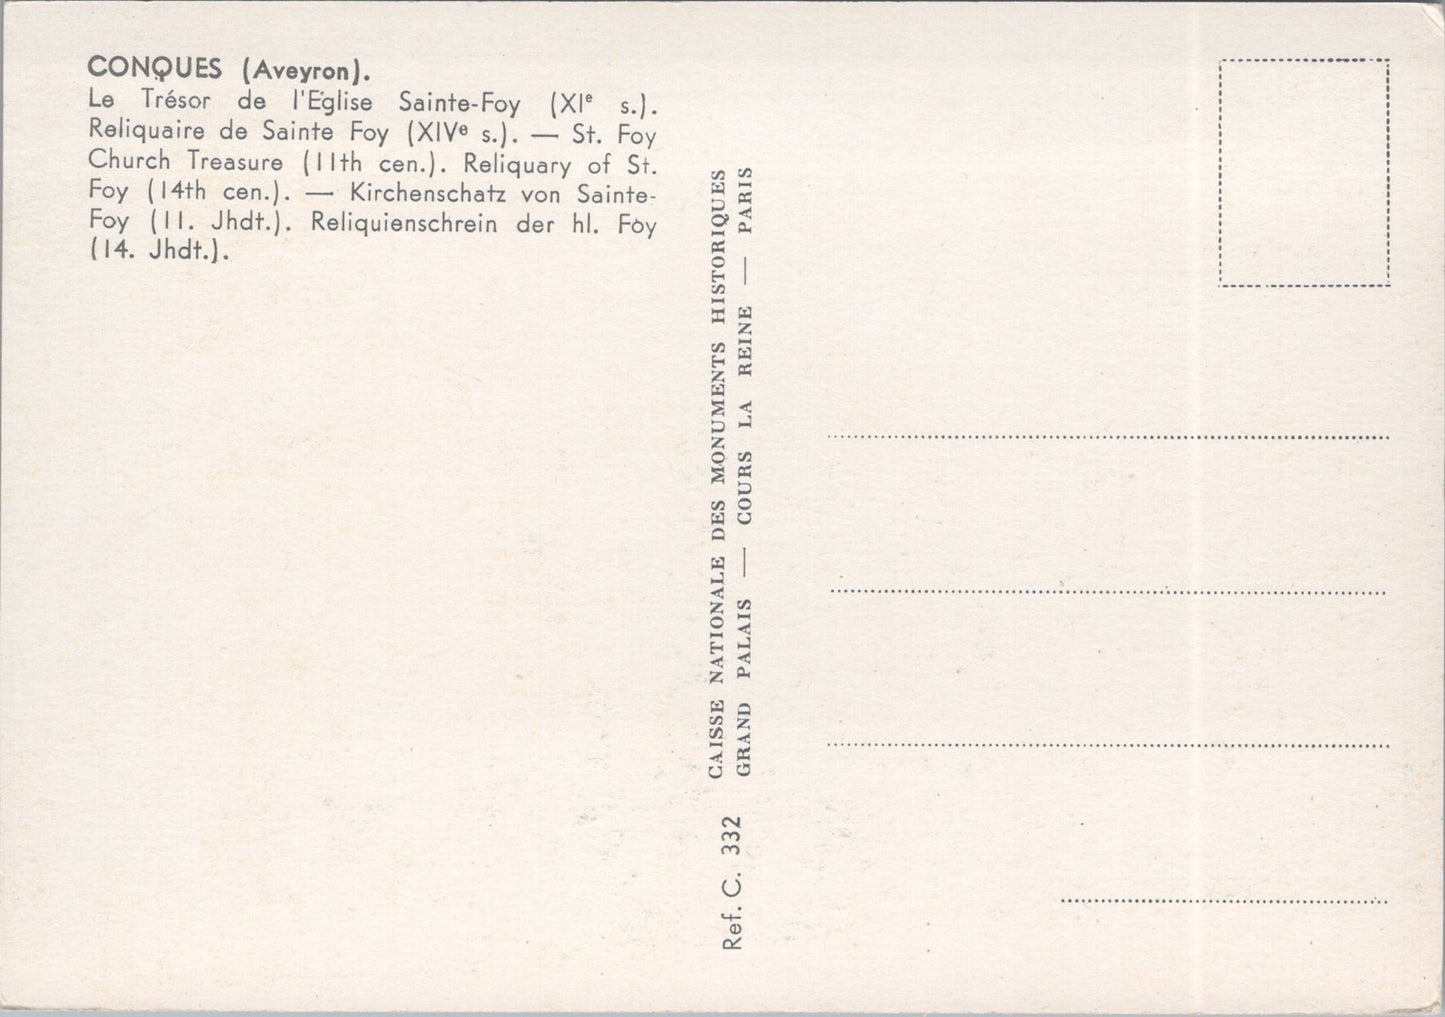 CONQUES (Aveyron).
Le Trésor de l'Eglise Sainte-Foy (XIe s.).
Reliquaire de Sainte Foy (XIVe s.). — St. Foy
Church Treasure (11th cen.). Reliquary of St.
Foy (14th cen.). — Kirchenschatz von Sainte-
Foy (11. Jhdt.). Reliquienschrein der hl. Foy
(14. Jhdt.).
CAISSE NATIONALE DES MONUMENTS HISTORIQUES
GRAND PALAIS — COURS LA REINE — PARIS
Ref. C. 332